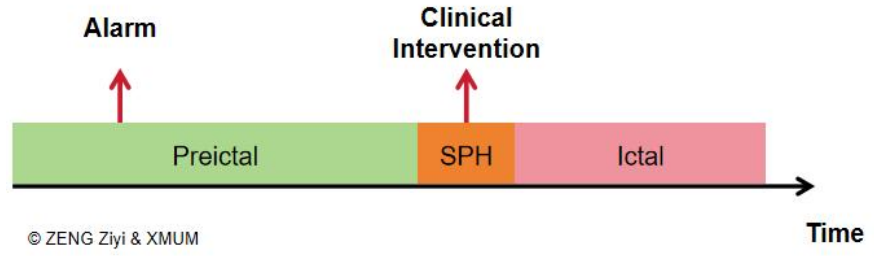 Alarm
Clinical
Intervention
Preictal
SPH
Ictal
Time
© ZENG Ziyi & XMUM